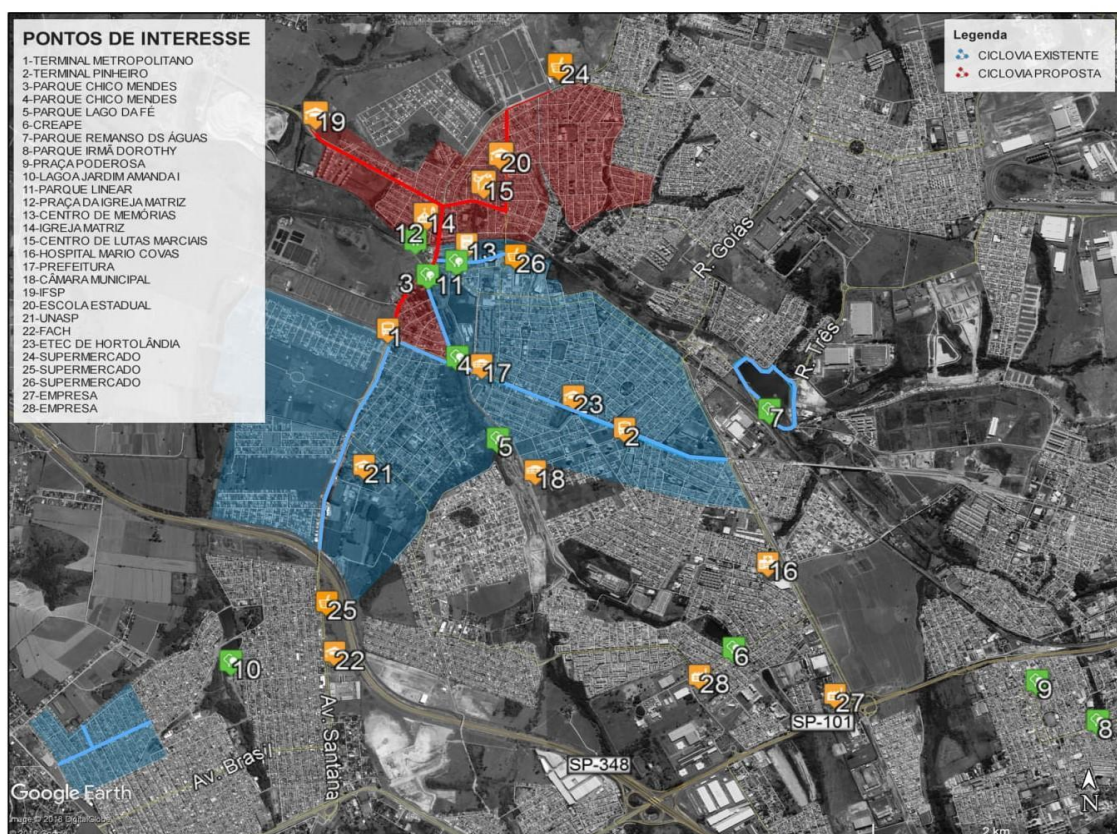 PONTOS DE INTERESSE
1-TERMINAL METROPOLITANO
2-TERMINAL PINHEIRO
3-PARQUE CHICO MENDES
4-PARQUE CHICO MENDES
5-PARQUE LAGO DA FÉ
6-CREAPE
7-PARQUE REMANSO DS ÁGUAS
8-PARQUE IRMÃ DOROTHY
9-PRAÇA PODEROSA
10-LAGOA JARDIM AMANDA I
11-PARQUE LINEAR
12-PRAÇA DA IGREJA MATRIZ
13-CENTRO DE MEMÓRIAS
14-IGREJA MATRIZ
15-CENTRO DE LUTAS MARCIAIS
16-HOSPITAL MARIO COVAS
17-PREFEITURA
18-CÂMARA MUNICIPAL
19-IFSP
20-ESCOLA ESTADUAL
21-UNASP
22-FACH
23-ETEC DE HORTOLÂNDIA
24-SUPERMERCADO
25-SUPERMERCADO
26-SUPERMERCADO
27-EMPRESA
28-EMPRESA
Legenda
CICLOVIA EXISTENTE
CICLOVIA PROPOSTA
24
19
20
15
14
12
13
26
R. Goiás
3
11
1
R. Três
4
17
23
7
2
5
18
21
16
25
22
10
6
28
9
27
8
SP-101
Av. Santana
Av. Brasil
SP-348
Google Earth
N
2 km